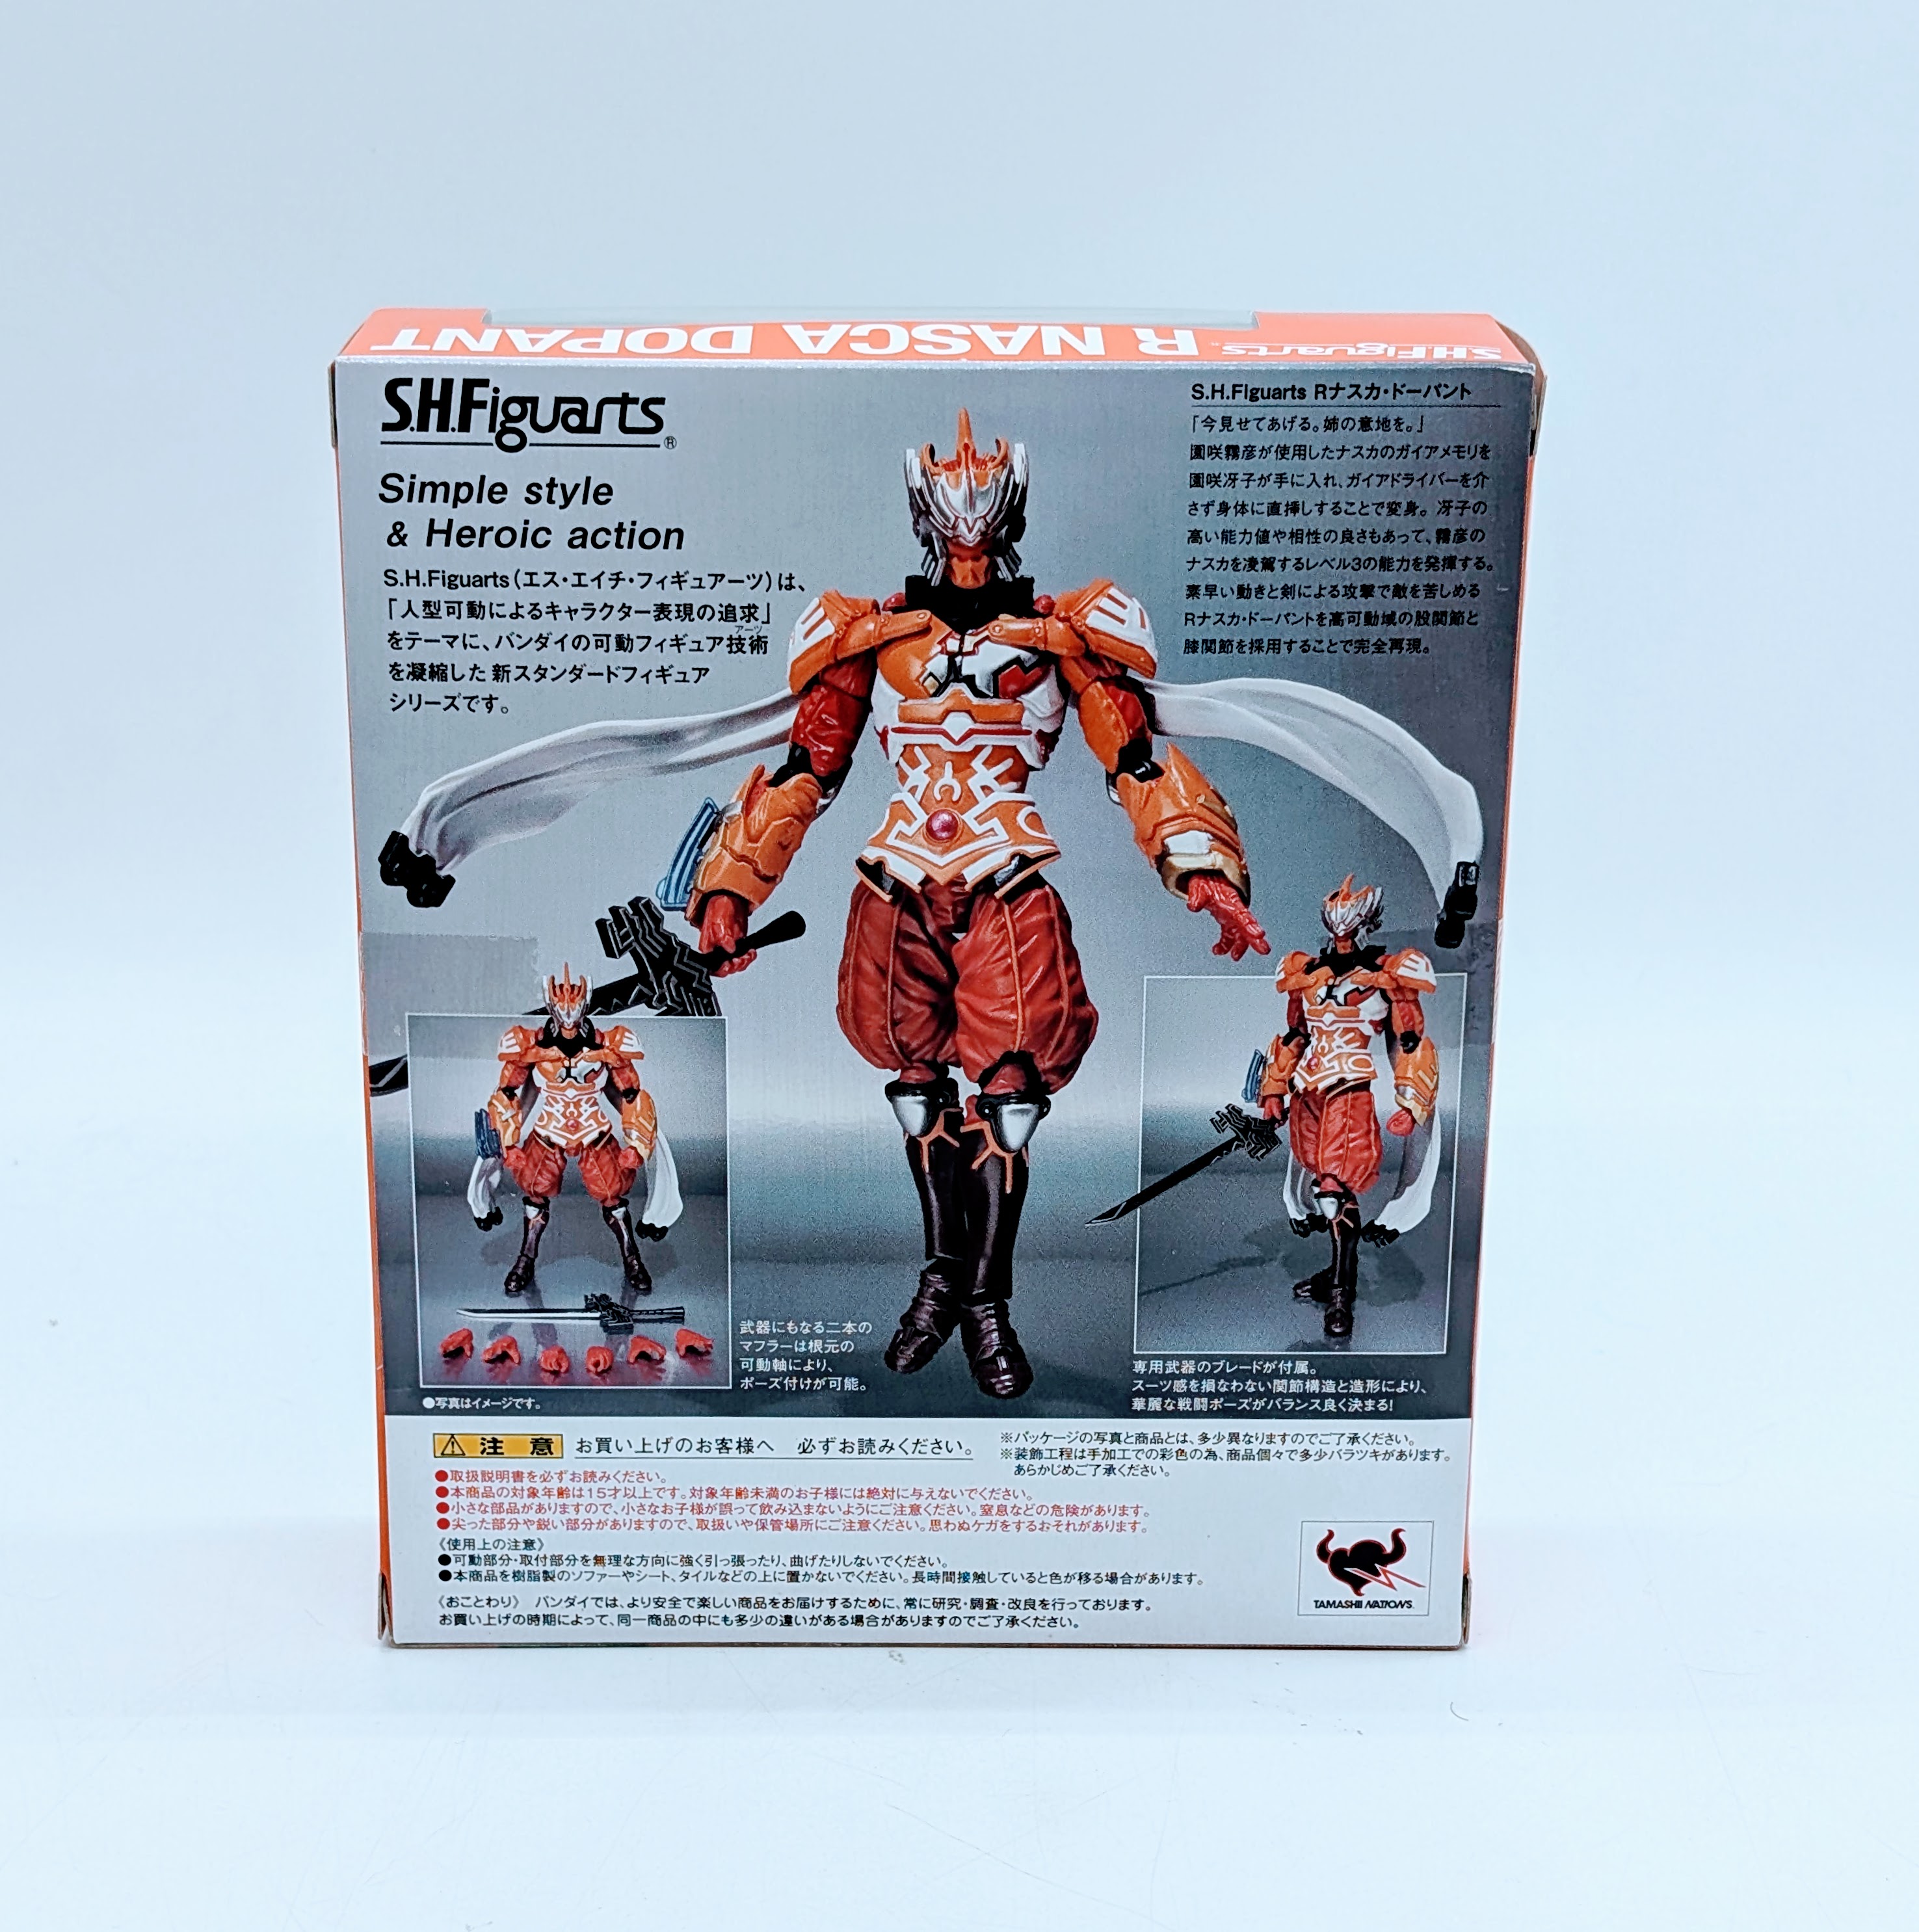 S.H.Figuarts R NASCA DOPANT
S.H.Figuarts®
Simple style
& Heroic action
S.H.Figuarts(エス・エイチ・フィギュアーツ)は、
「人型可動によるキャラクター表現の追求」
をテーマに、バンダイの可動フィギュア技術
アーツ
を凝縮した 新スタンダードフィギュア
シリーズです。
S.H.Figuarts Rナスカ・ドーパント
「今見せてあげる。姉の意地を。」
園咲霧彦が使用したナスカのガイアメモリを
園咲冴子が手に入れ、ガイアドライバーを介
さず身体に直挿しすることで変身。冴子の
高い能力値や相性の良さもあって、霧彦の
ナスカを凌駕するレベル3の能力を発揮する。
素早い動きと剣による攻撃で敵を苦しめる
Rナスカ・ドーパントを高可動域の股関節と
膝関節を採用することで完全再現。
武器にもなる二本の
マフラーは根元の
可動軸により、
ポーズ付けが可能。
●写真はイメージです。
専用武器のブレードが付属。
スーツ感を損なわない関節構造と造形により、
華麗な戦闘ポーズがバランス良く決まる!
⚠注意 お買い上げのお客様へ 必ずお読みください。
※パッケージの写真と商品とは、多少異なりますのでご了承ください。
※装飾工程は手加工での彩色の為、商品個々で多少バラツキがあります。
あらかじめご了承ください。
●取扱説明書を必ずお読みください。
●本商品の対象年齢は15才以上です。対象年齢未満のお子様には絶対に与えないでください。
●小さな部品がありますので、小さなお子様が誤って飲み込まないようにご注意ください。窒息などの危険があります。
●尖った部分や鋭い部分がありますので、取扱いや保管場所にご注意ください。思わぬケガをするおそれがあります。
《使用上の注意》
●可動部分・取付部分を無理な方向に強く引っ張ったり、曲げたりしないでください。
●本商品を樹脂製のソファーやシート、タイルなどの上に置かないでください。長時間接触していると色が移る場合があります。
《おことわり》 バンダイでは、より安全で楽しい商品をお届けするために、常に研究・調査・改良を行っております。
お買い上げの時期によって、同一商品の中にも多少の違いがある場合がありますのでご了承ください。
TAMASHII NATIONS